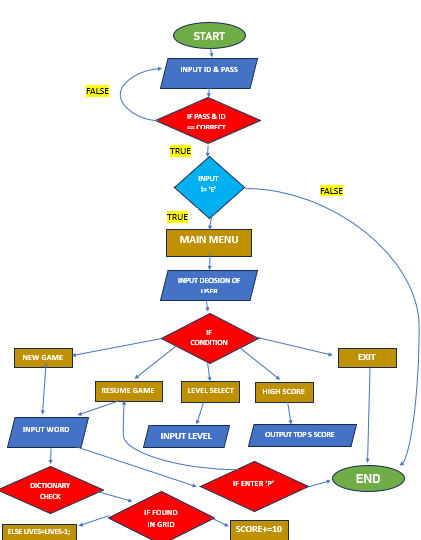 START
INPUT ID & PASS
FALSE
IF PASS & ID
== CORRECT
TRUE
INPUT
!= 'E'
FALSE
TRUE
MAIN MENU
INPUT DECISION OF
USER
IF
CONDITION
NEW GAME
EXIT
RESUME GAME
LEVEL SELECT
HIGH SCORE
INPUT WORD
INPUT LEVEL
OUTPUT TOP 5 SCORE
DICTIONARY
CHECK
IF ENTER 'P'
END
IF FOUND
IN GRID
ELSE LIVES=LIVES-1;
SCORE+=10